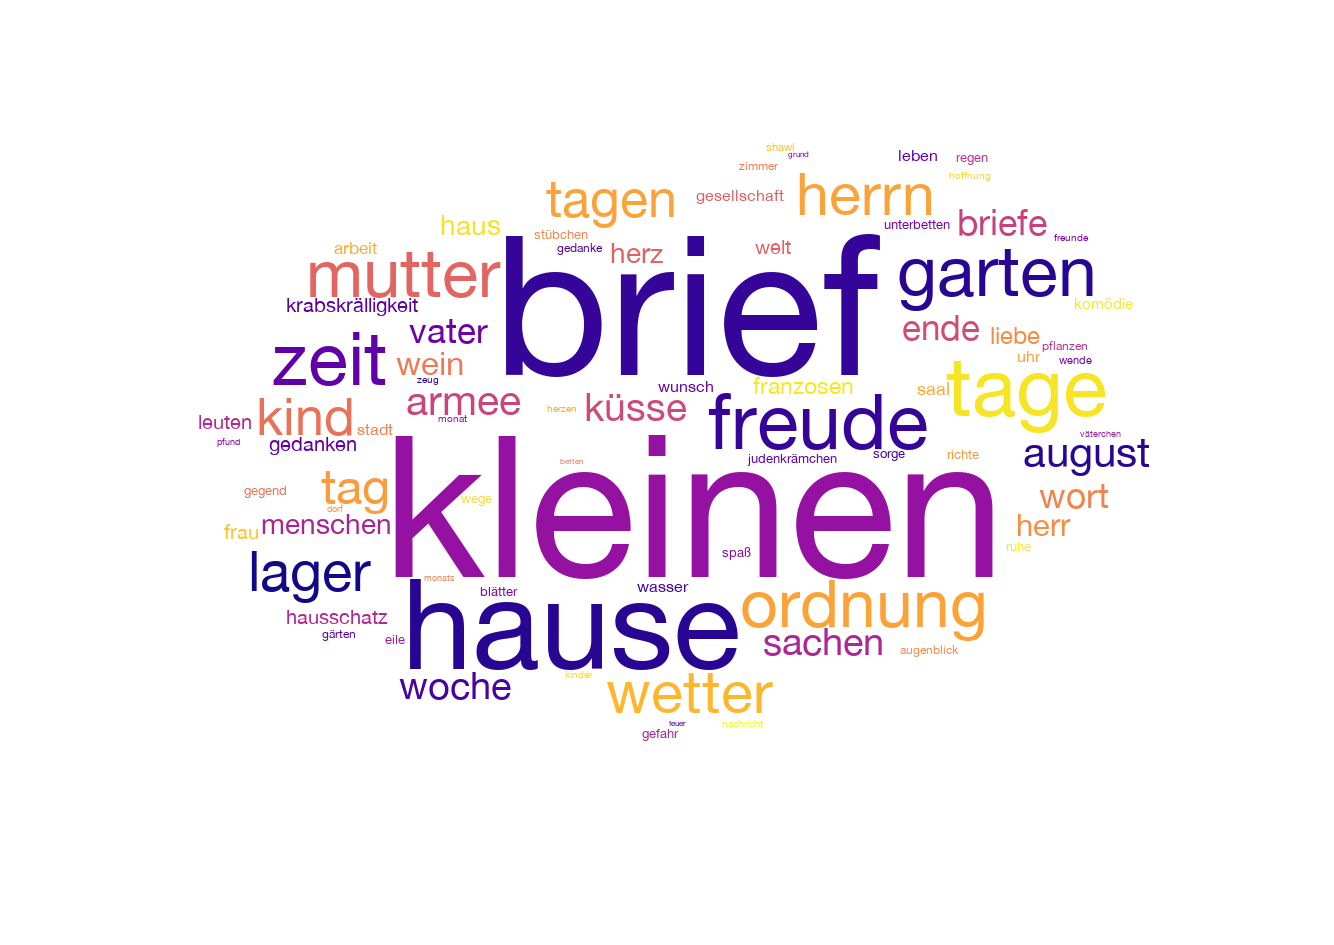 shawl
grund
leben
regen
zimmer
hoffnung
tagen
gesellschaft
herrn
haus
stübchen
unterbetten
briefe
freunde
arbeit
gedanke
herz
welt
mutter
brief
garten
krabskrälligkeit
komödie
vater
ende
liebe
zeit
pflanzen
wein
uhr
wende
zeug
wunsch
franzosen
saal
tage
armee
herzen
küsse
freude
leuten
kind
stadt
monat
väterchen
pfund
gedanken
judenkrämchen
sorge
richte
august
betten
gegend
tag
kleinen
wege
wort
dorf
frau
menschen
herr
spaß
ruhe
lager
monats
blätter
wasser
ordnung
hausschatz
gärten
eile
hause
sachen
augenblick
woche
kinder
wetter
feuer
nachricht
gefahr